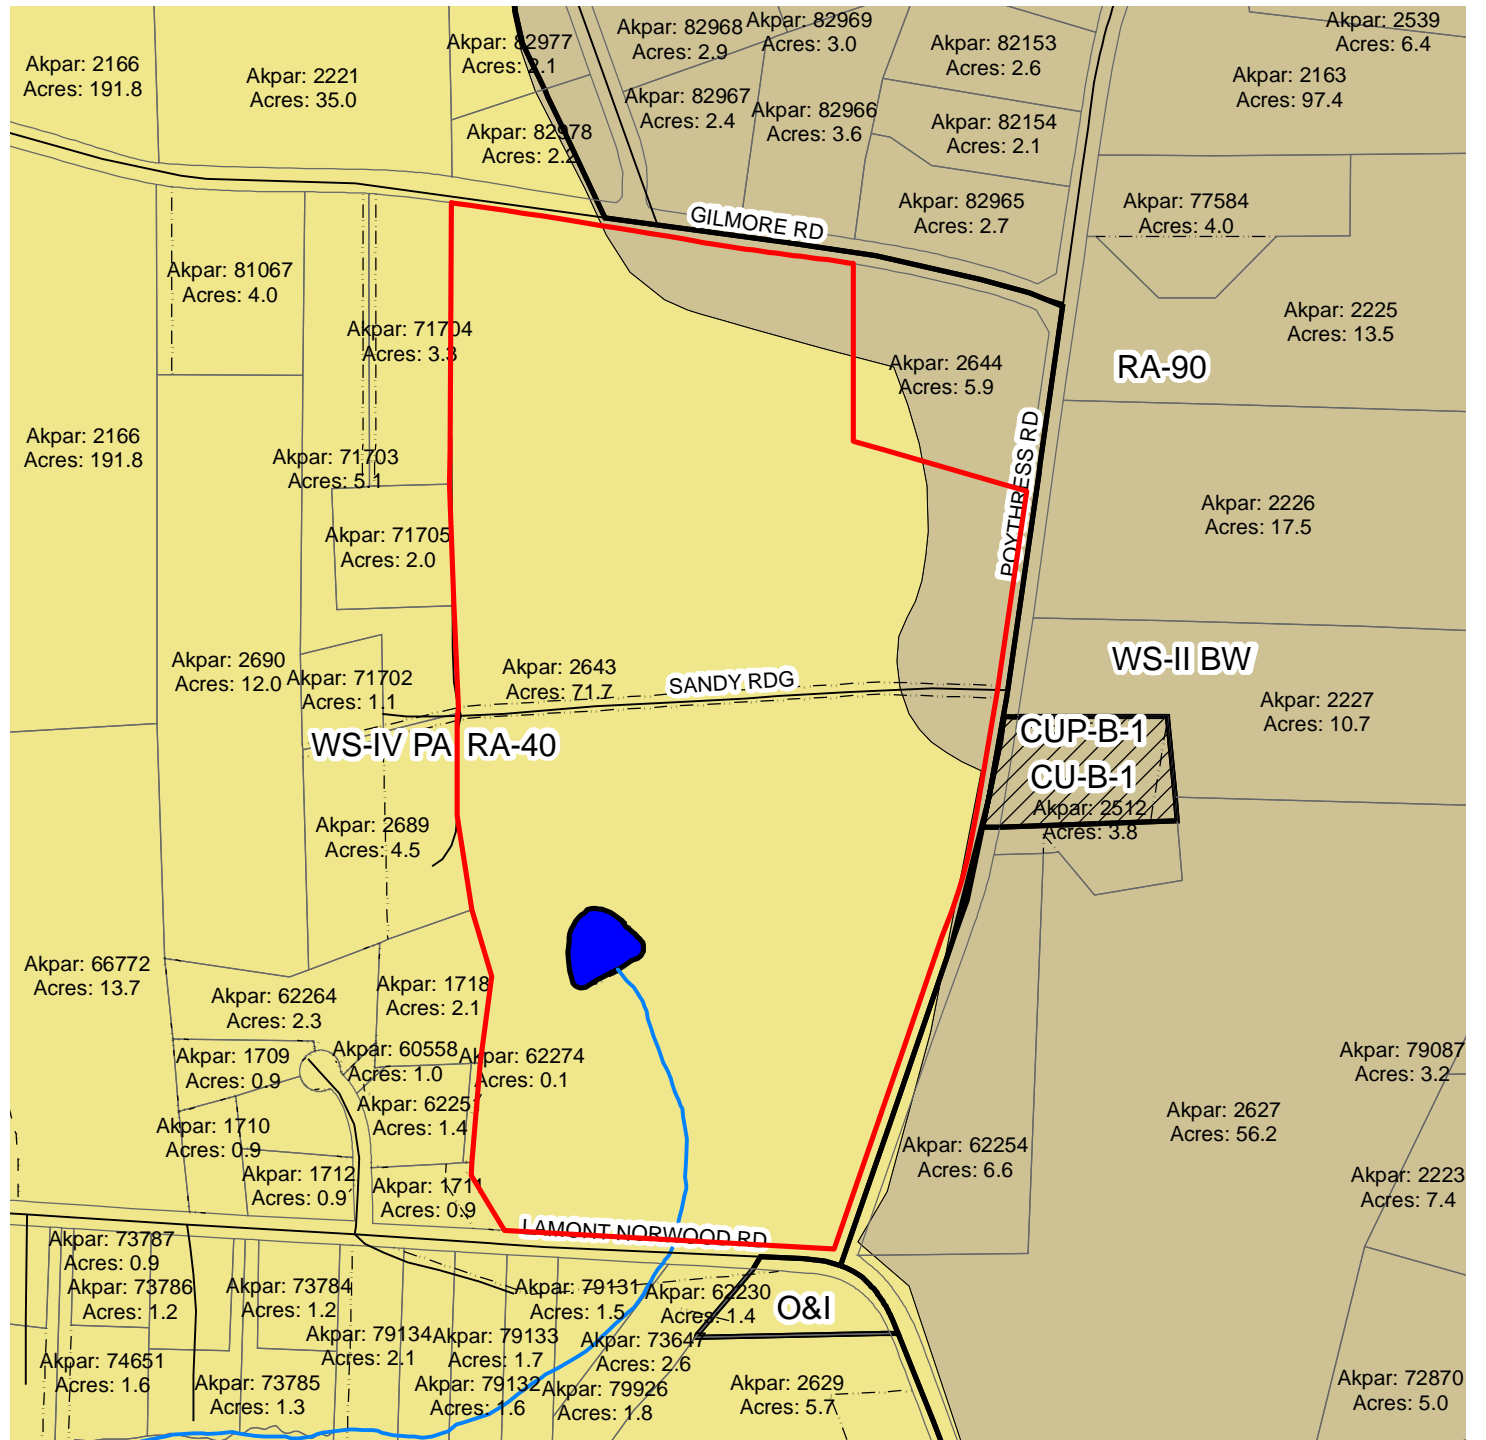 Akpar: 2166
Acres: 191.8
Akpar: 2221
Acres: 35.0
Akpar: 82977
Acres: 2.1
Akpar: 82968
Acres: 2.9
Akpar: 82969
Acres: 3.0
Akpar: 82153
Acres: 2.6
Akpar: 2539
Acres: 6.4
Akpar: 2163
Acres: 97.4
Akpar: 82978
Acres: 2.2
Akpar: 82967
Acres: 2.4
Akpar: 82966
Acres: 3.6
Akpar: 82154
Acres: 2.1
Akpar: 82965
Acres: 2.7
Akpar: 77584
Acres: 4.0
GILMORE RD
Akpar: 81067
Acres: 4.0
Akpar: 71704
Acres: 3.3
Akpar: 2644
Acres: 5.9
Akpar: 2225
Acres: 13.5
RA-90
Akpar: 2166
Acres: 191.8
Akpar: 71703
Acres: 5.1
POYTHRESS RD
Akpar: 2226
Acres: 17.5
Akpar: 71705
Acres: 2.0
Akpar: 2690
Acres: 12.0
Akpar: 71702
Acres: 1.1
Akpar: 2643
Acres: 71.7
SANDY RDG
WS-II BW
Akpar: 2227
Acres: 10.7
WS-IV PA
RA-40
CUP-B-1
CU-B-1
Akpar: 2512
Acres: 3.8
Akpar: 2689
Acres: 4.5
Akpar: 66772
Acres: 13.7
Akpar: 62264
Acres: 2.3
Akpar: 1718
Acres: 2.1
Akpar: 1709
Acres: 0.9
Akpar: 60558
Acres: 1.0
Akpar: 62274
Acres: 0.1
Akpar: 79087
Acres: 3.2
Akpar: 62251
Acres: 1.4
Akpar: 2627
Acres: 56.2
Akpar: 1710
Acres: 0.9
Akpar: 1712
Acres: 0.9
Akpar: 1711
Acres: 0.9
Akpar: 62254
Acres: 6.6
Akpar: 2223
Acres: 7.4
LAMONT NORWOOD RD
Akpar: 73787
Acres: 0.9
Akpar: 73786
Acres: 1.2
Akpar: 73784
Acres: 1.2
Akpar: 79131
Acres: 1.5
Akpar: 62230
Acres: 1.4
O&I
Akpar: 79134
Acres: 2.1
Akpar: 79133
Acres: 1.7
Akpar: 73647
Acres: 2.6
Akpar: 74651
Acres: 1.6
Akpar: 73785
Acres: 1.3
Akpar: 79132
Acres: 1.6
Akpar: 79926
Acres: 1.8
Akpar: 2629
Acres: 5.7
Akpar: 72870
Acres: 5.0